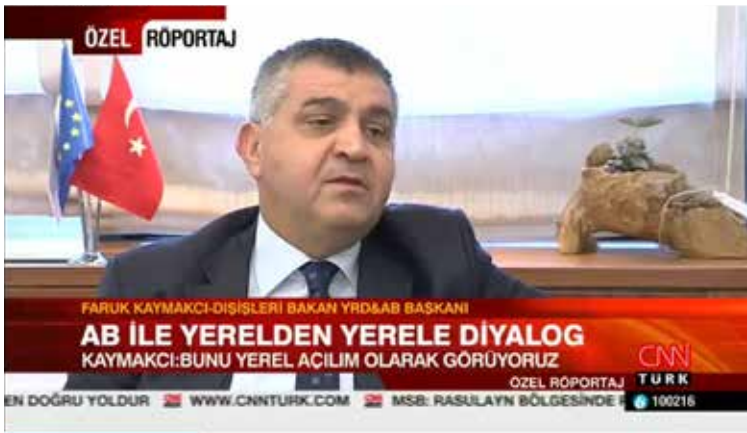 ÖZEL RÖPORTAJ
FARUK KAYMAKCI-DIŞİŞLERİ BAKAN YRD&AB BAŞKANI
AB İLE YERELDEN YERELE DİYALOG
KAYMAKCI:BUNU YEREL AÇILIM OLARAK GÖRÜYORUZ
CNN
TURK
ÖZEL RÖPORTAJ
EN DOĞRU YOLDUR WWW.CNNTURK.COM MSB: RASULAYN BÖLGESİNDE
100216